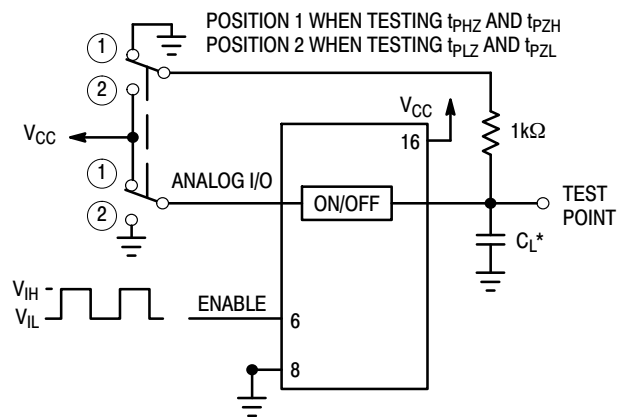 POSITION 1 WHEN TESTING tPHZ AND tPZH
POSITION 2 WHEN TESTING tPLZ AND tPZL
1
2
VCC
VCC
16
1kΩ
1
2
ANALOG I/O
ON/OFF
TEST
POINT
CL*
VIH
VIL
ENABLE
6
8